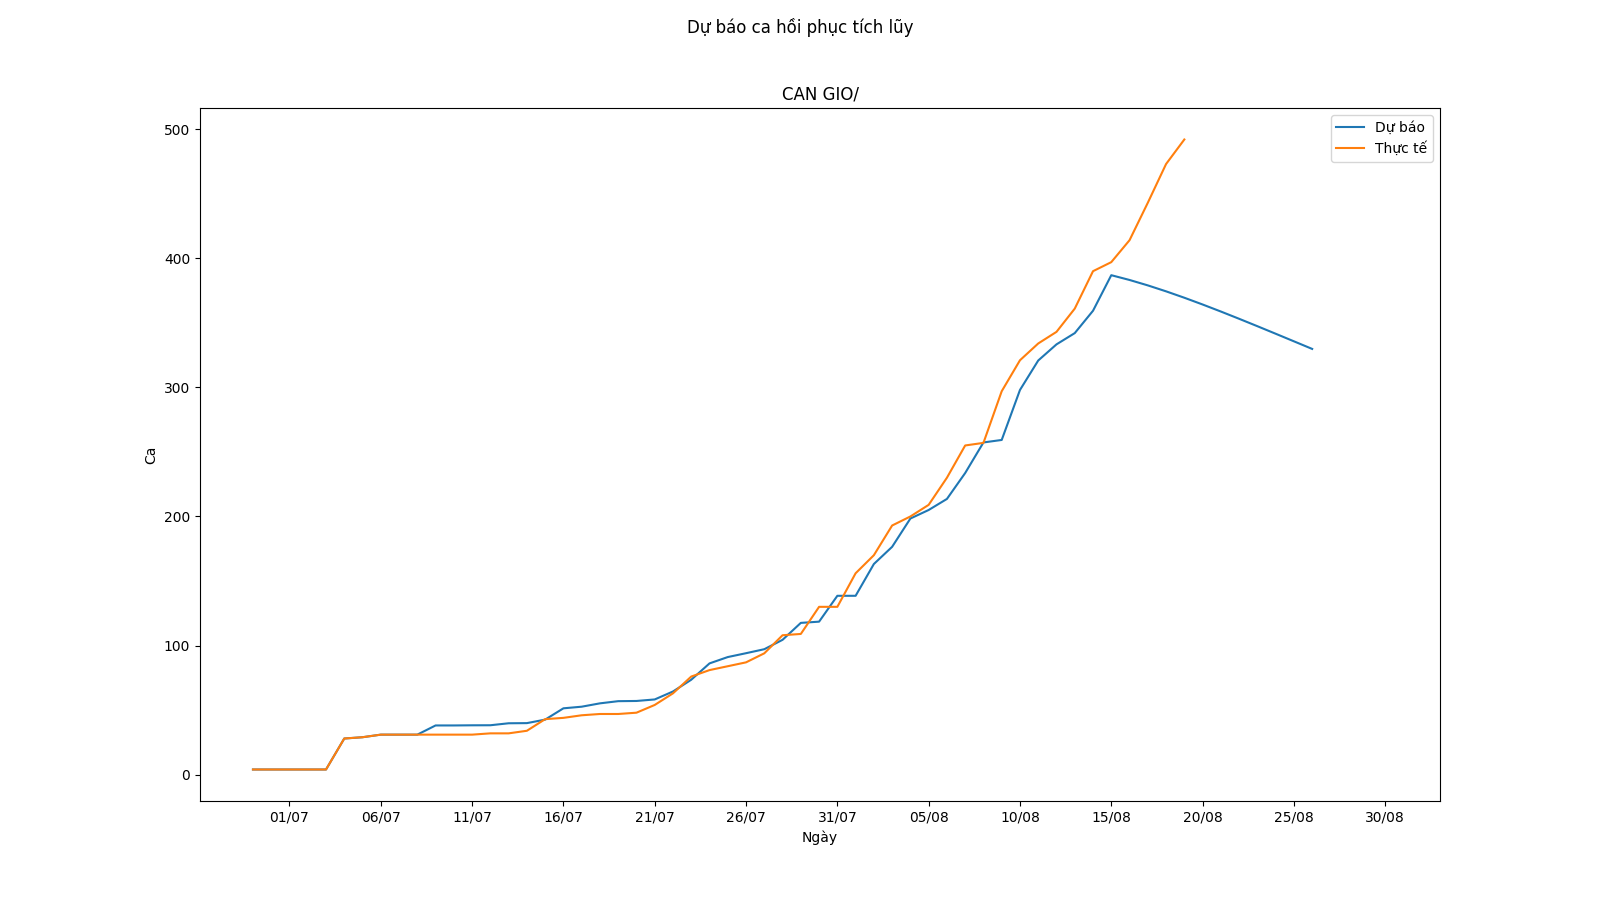 Dự báo ca hồi phục tích lũy
CAN GIO/
Dự báo
Thực tế
500
400
300
200
100
0
Ca
01/07 06/07 11/07 16/07 21/07 26/07 31/07 05/08 10/08 15/08 20/08 25/08 30/08
Ngày